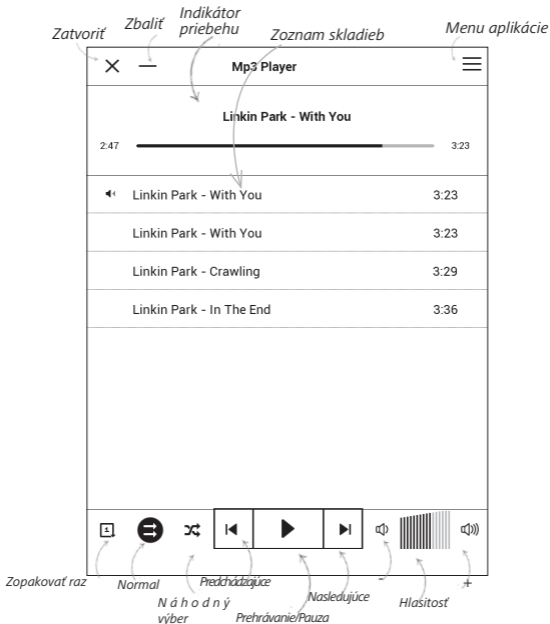 Indikátor
priebehu
Zatvoriť Zbaliť Zoznam skladieb Menu aplikácie
Mp3 Player
Linkin Park - With You
2:47 3:23
Linkin Park - With You 3:23
Linkin Park - With You 3:23
Linkin Park - Crawling 3:29
Linkin Park - In The End 3:36
1
Zopakovať raz Normal Predchádzajúce - +
Náhodný
výber
Nasledujúce Hlasitosť
Prehrávanie/Pauza